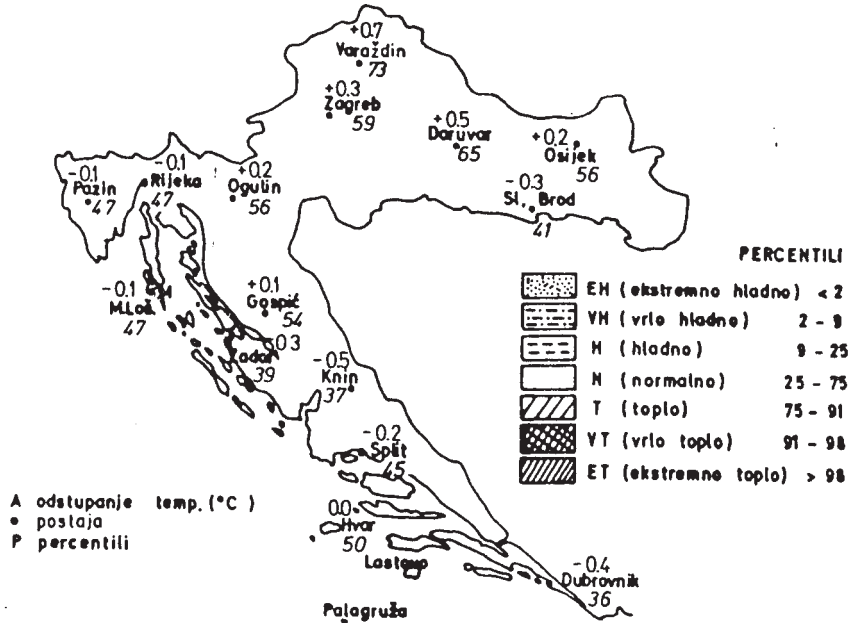 +0.7
Varaždin
73
+0.3
Zagreb
59
+0.5
Daruvar
65
+0.2
Osijek
56
-0.3
Sl. Brod
41
-0.1
Pazin
47
-0.1
Rijeka
47
+0.2
Ogulin
56
-0.1
M.Loš.
47
+0.1
Gospić
54
-0.3
Zadar
39
-0.5
Knin
37
-0.2
Split
45
0.0
Hvar
50
Lastovo
-0.4
Dubrovnik
36
Palagruža
A odstupanje temp. (°C)
• postaja
P percentili
PERCENTILI
EH (ekstremno hladno) < 2
VH (vrlo hladno) 2 - 9
H (hladno) 9 - 25
N (normalno) 25 - 75
T (toplo) 75 - 91
VT (vrlo toplo) 91 - 98
ET (ekstremno toplo) > 98